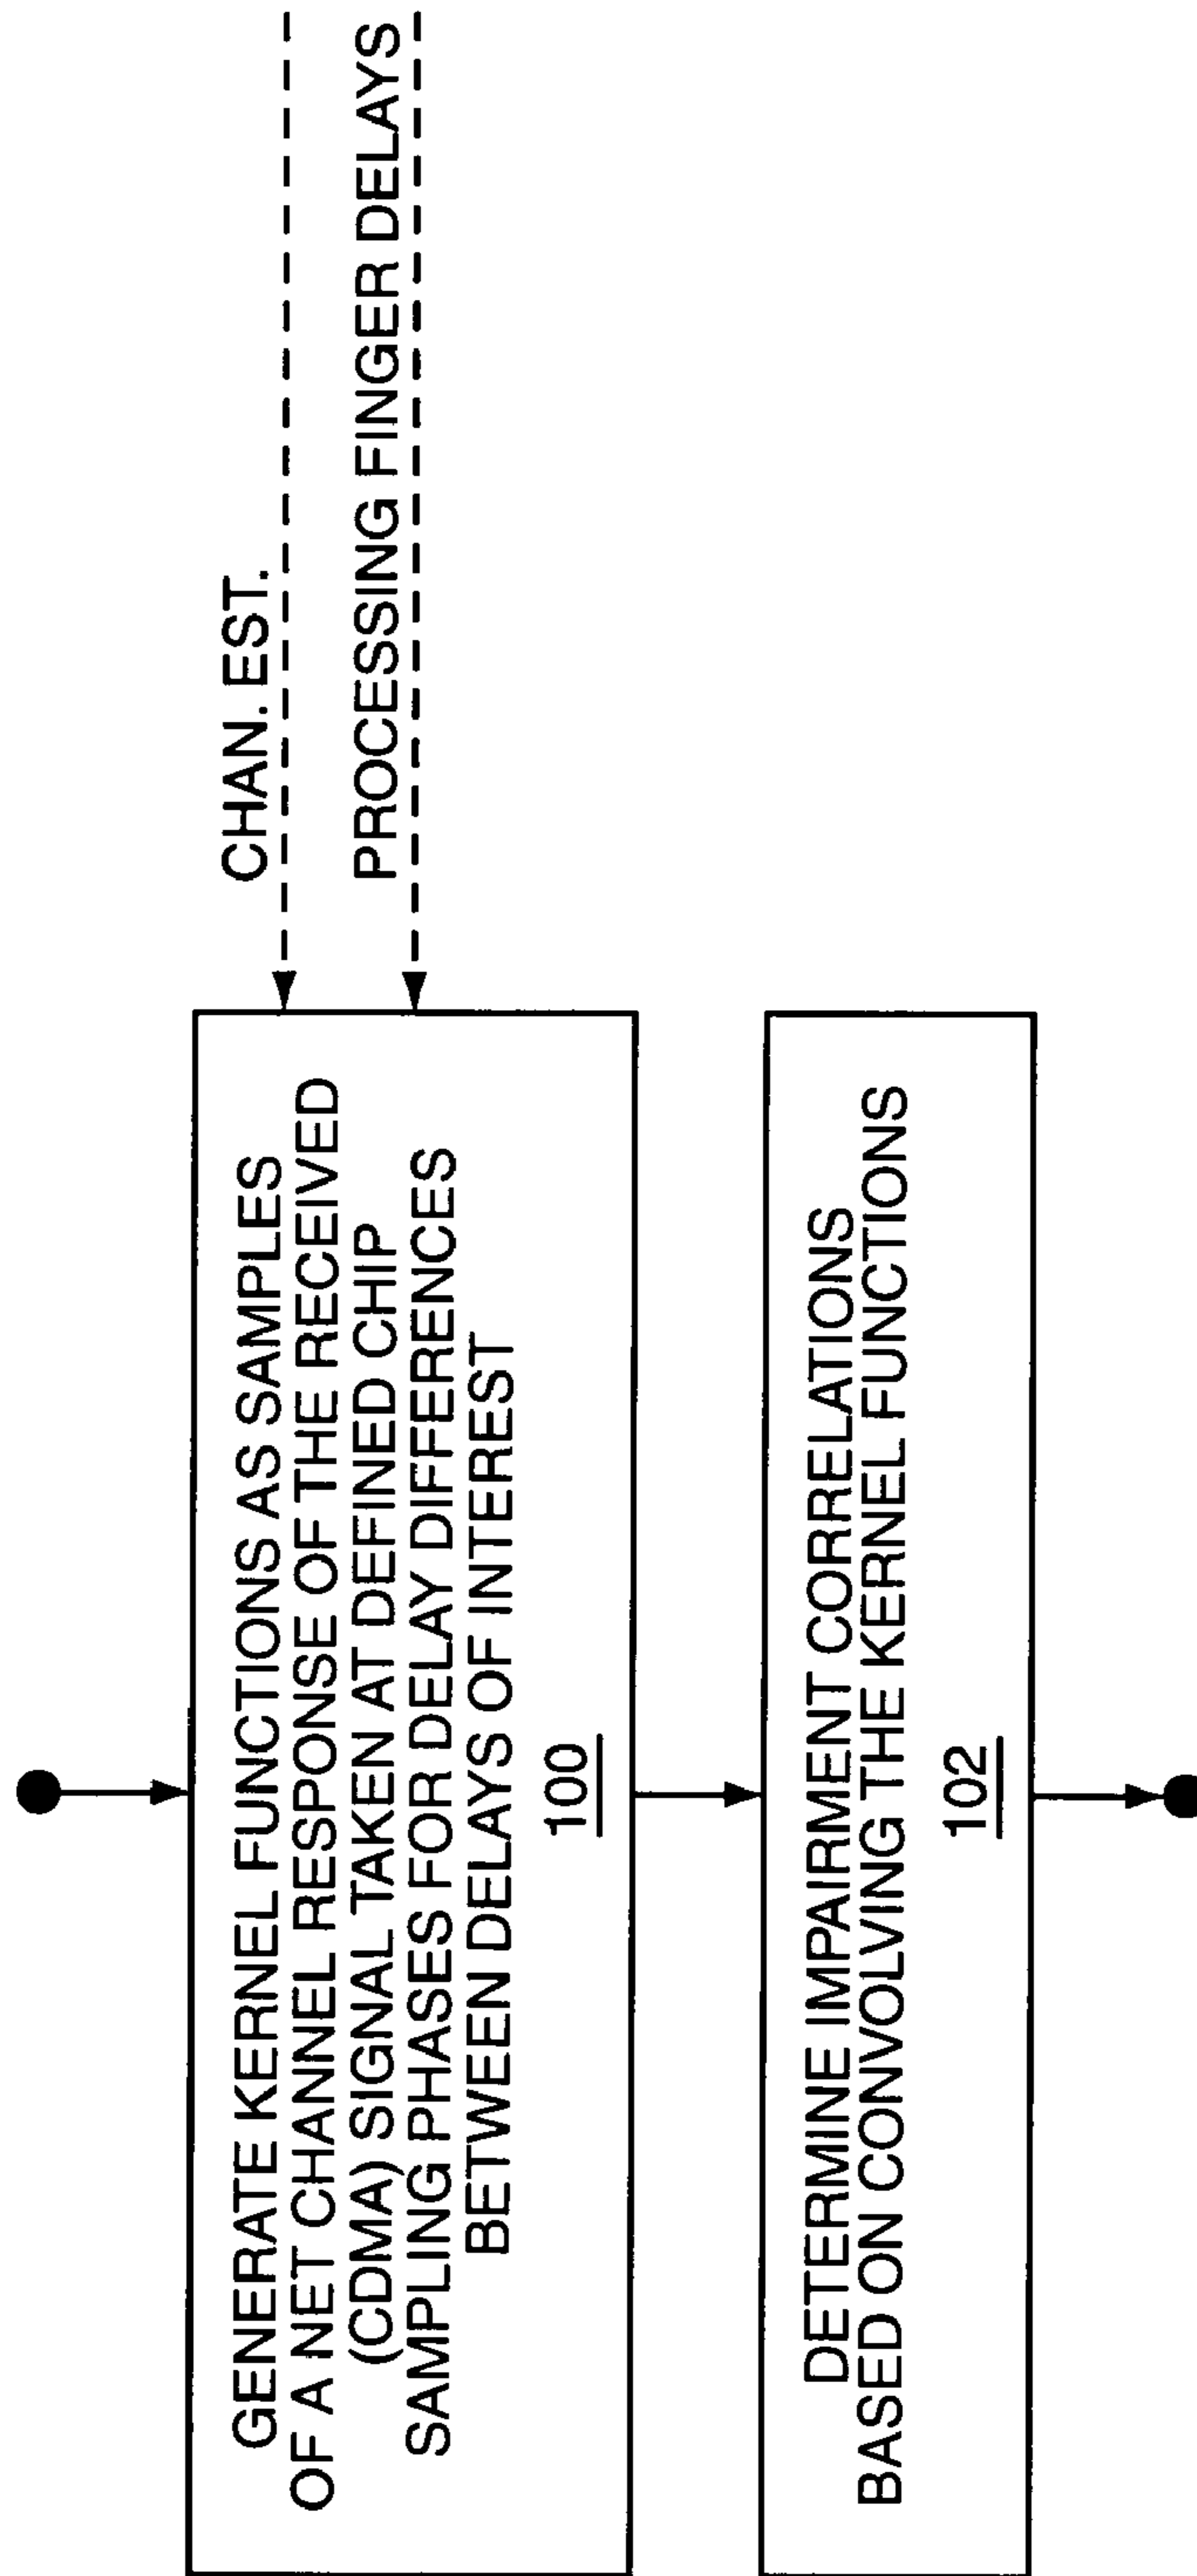 CHAN. EST.
PROCESSING FINGER DELAYS
GENERATE KERNEL FUNCTIONS AS SAMPLES
OF A NET CHANNEL RESPONSE OF THE RECEIVED
(CDMA) SIGNAL TAKEN AT DEFINED CHIP
SAMPLING PHASES FOR DELAY DIFFERENCES
BETWEEN DELAYS OF INTEREST
100
DETERMINE IMPAIRMENT CORRELATIONS
BASED ON CONVOLVING THE KERNEL FUNCTIONS
102